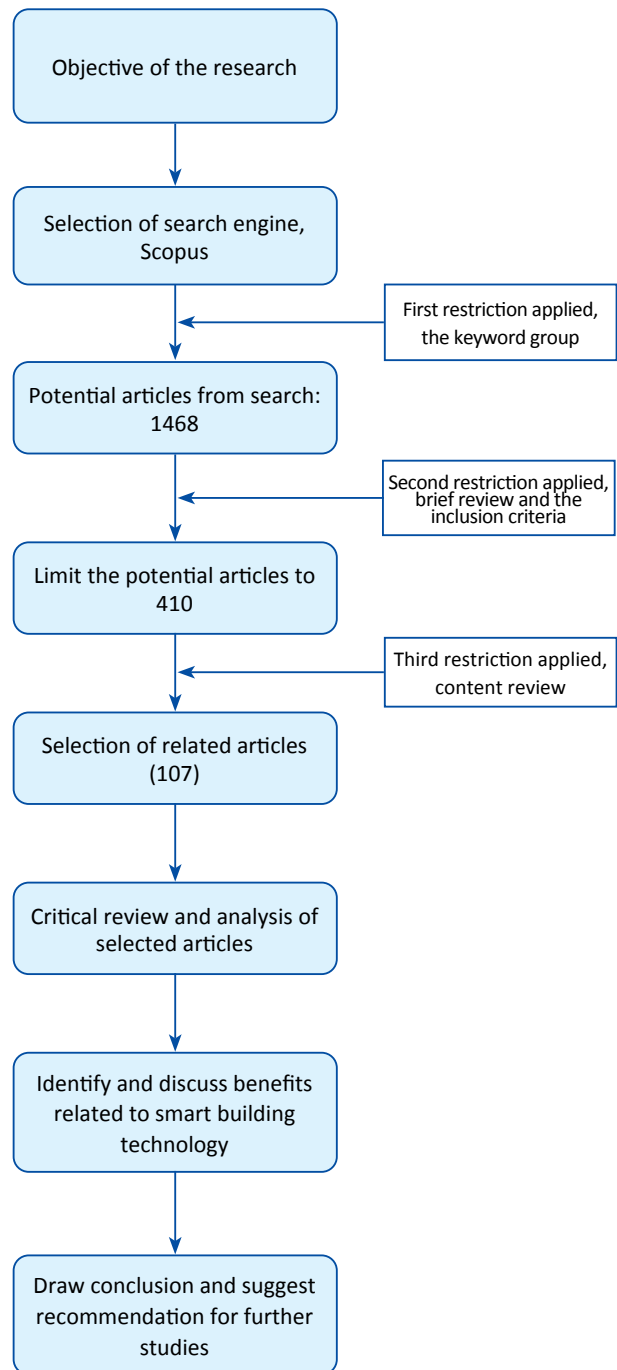 Objective of the research
Selection of search engine,
Scopus
First restriction applied,
the keyword group
Potential articles from search:
1468
Second restriction applied,
brief review and the
inclusion criteria
Limit the potential articles to
410
Third restriction applied,
content review
Selection of related articles
(107)
Critical review and analysis of
selected articles
Identify and discuss benefits
related to smart building
technology
Draw conclusion and suggest
recommendation for further
studies